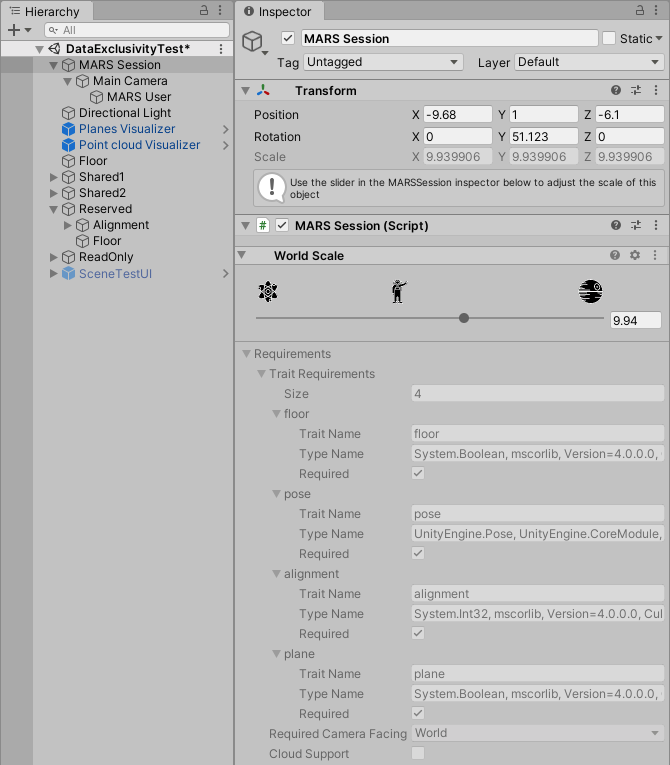 Hierarchy
All
DataExclusivityTest*
MARS Session
Main Camera
MARS User
Directional Light
Planes Visualizer
Point cloud Visualizer
Floor
Shared1
Shared2
Reserved
Alignment
Floor
ReadOnly
SceneTestUI
Inspector
MARS Session
Static
Tag Untagged Layer Default
Transform
Position X -9.68 Y 1 Z -6.1
Rotation X 0 Y 51.123 Z 0
Scale X 9.939906 Y 9.939906 Z 9.939906
Use the slider in the MARSSession inspector below to adjust the scale of this
object
# MARS Session (Script)
World Scale
9.94
Requirements
Trait Requirements
Size 4
floor
Trait Name floor
Type Name System.Boolean, mscorlib, Version=4.0.0.0,
Required
pose
Trait Name pose
Type Name UnityEngine.Pose, UnityEngine.CoreModule,
Required
alignment
Trait Name alignment
Type Name System.Int32, mscorlib, Version=4.0.0.0, Cul
Required
plane
Trait Name plane
Type Name System.Boolean, mscorlib, Version=4.0.0.0,
Required
Required Camera Facing World
Cloud Support